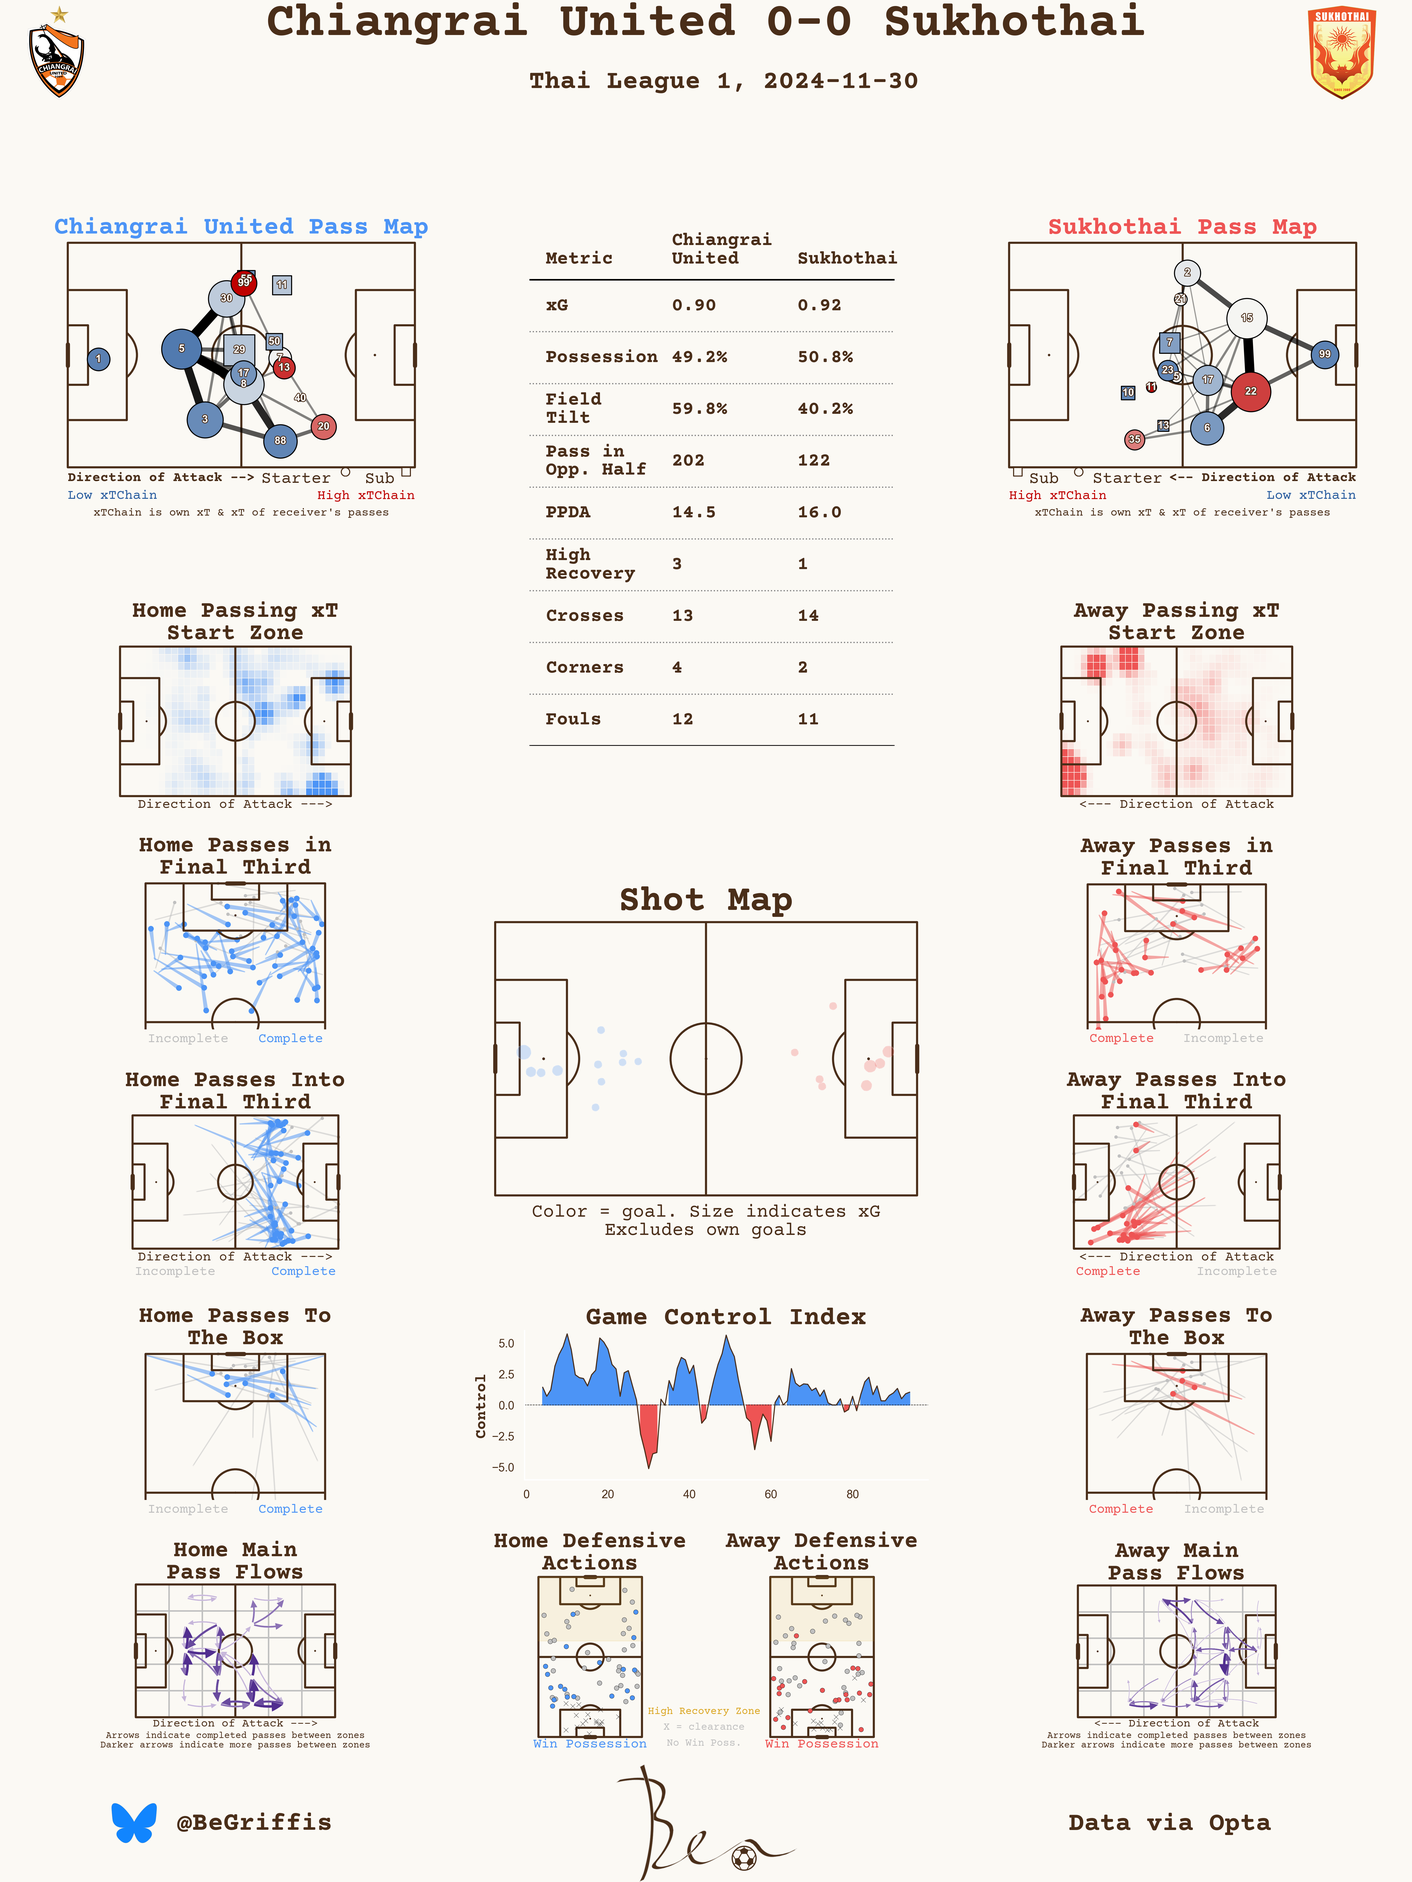 Chiangrai United 0-0 Sukhothai
Thai League 1, 2024-11-30
CHIANGRAI
UNITED
SUKHOTHAI
Chiangrai United Pass Map
55
99
11
30
50
5
29
7
1
13
17
8
40
3
20
88
Direction of Attack --> Starter Sub
Low xTChain High xTChain
xTChain is own xT & xT of receiver's passes
Metric Chiangrai United Sukhothai
xG 0.90 0.92
Possession 49.2% 50.8%
Field Tilt 59.8% 40.2%
Pass in Opp. Half 202 122
PPDA 14.5 16.0
High Recovery 3 1
Crosses 13 14
Corners 4 2
Fouls 12 11
Sukhothai Pass Map
2
21
15
7
99
23
5
17
11
10
22
13
6
35
Sub Starter <-- Direction of Attack
High xTChain Low xTChain
xTChain is own xT & xT of receiver's passes
Home Passing xT
Start Zone
Direction of Attack --->
Away Passing xT
Start Zone
<--- Direction of Attack
Home Passes in
Final Third
Incomplete Complete
Away Passes in
Final Third
Complete Incomplete
Shot Map
Color = goal. Size indicates xG
Excludes own goals
Home Passes Into
Final Third
Direction of Attack --->
Incomplete Complete
Away Passes Into
Final Third
<--- Direction of Attack
Complete Incomplete
Home Passes To
The Box
Incomplete Complete
Game Control Index
Control
5.0
2.5
0.0
−2.5
−5.0
0 20 40 60 80
Away Passes To
The Box
Complete Incomplete
Home Main
Pass Flows
Direction of Attack --->
Arrows indicate completed passes between zones
Darker arrows indicate more passes between zones
Home Defensive
Actions
Win Possession
Away Defensive
Actions
Win Possession
High Recovery Zone
X = clearance
No Win Poss.
Away Main
Pass Flows
<--- Direction of Attack
Arrows indicate completed passes between zones
Darker arrows indicate more passes between zones
@BeGriffis
Ben
Data via Opta